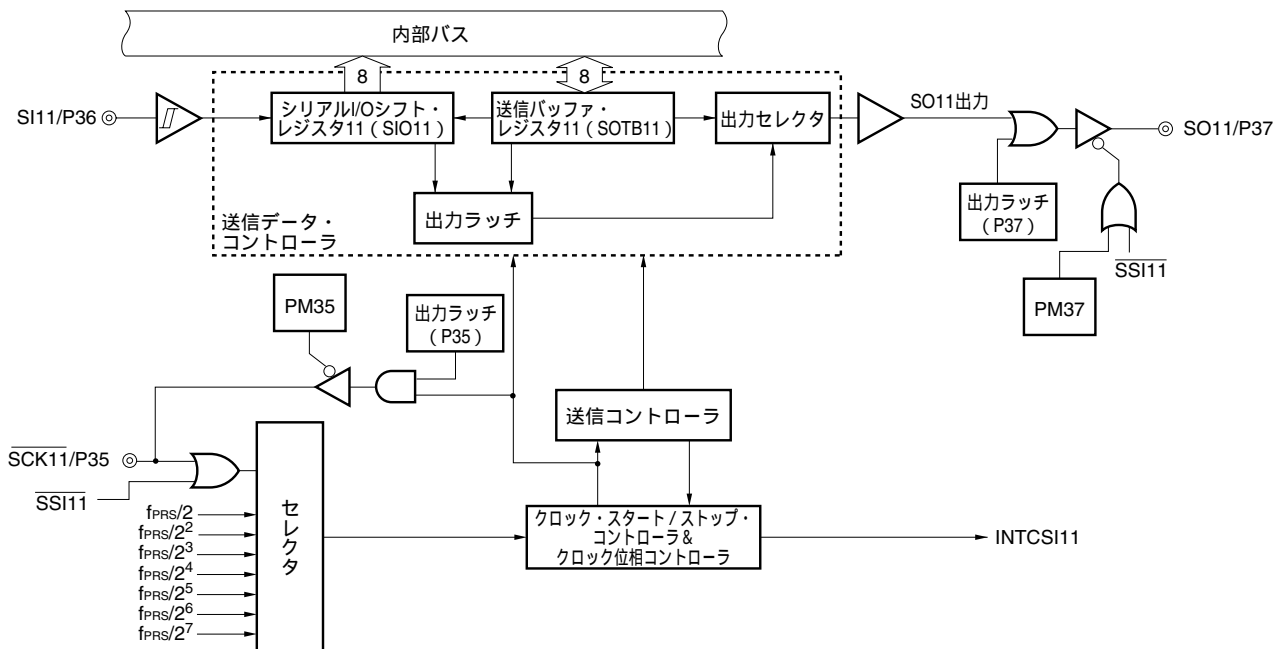 内部バス
8
8
SI11/P36
シリアルI/Oシフト・
レジスタ11（SIO11）
送信バッファ・
レジスタ11（SOTB11）
出力セレクタ
SO11出力
SO11/P37
出力ラッチ
送信データ・
コントローラ
出力ラッチ
（P37）
SSI11
PM37
PM35
出力ラッチ
（P35）
送信コントローラ
SCK11/P35
SSI11
セレクタ
fPRS/2
fPRS/2²
fPRS/2³
fPRS/2⁴
fPRS/2⁵
fPRS/2⁶
fPRS/2⁷
クロック・スタート/ストップ・
コントローラ＆
クロック位相コントローラ
INTCSI11